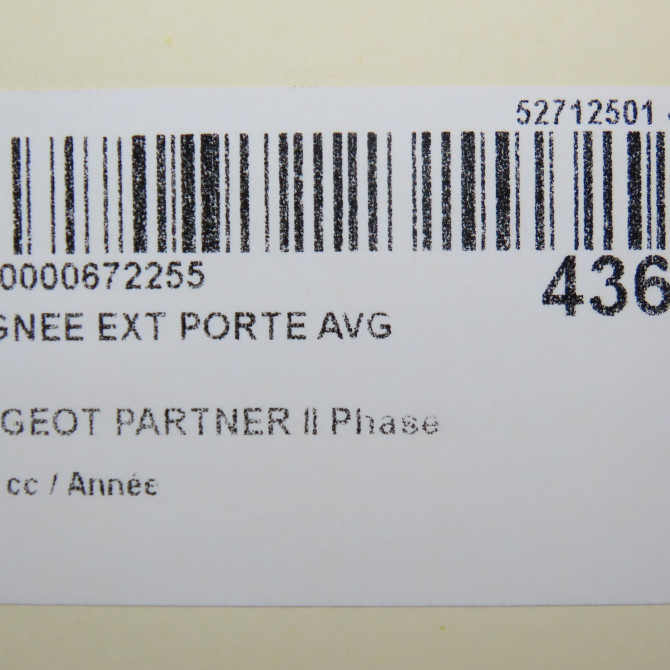 52712501
0000672255
436
GNEE EXT PORTE AVG
GEOT PARTNER II Phase
cc / Année